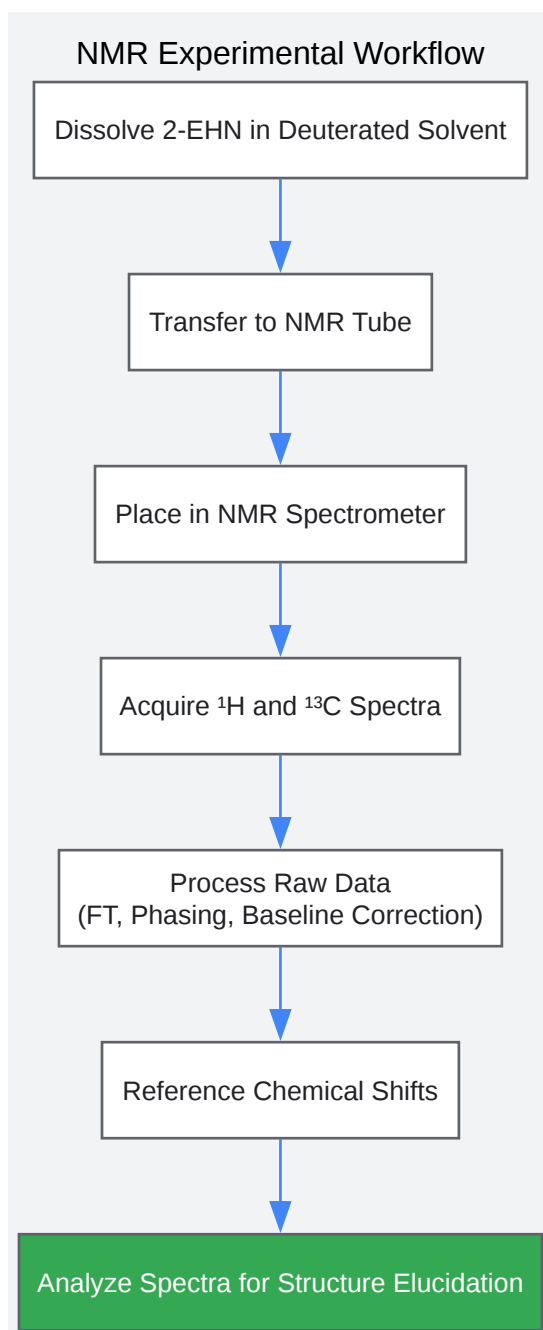 NMR Experimental Workflow
Dissolve 2-EHN in Deuterated Solvent
Transfer to NMR Tube
Place in NMR Spectrometer
Acquire ¹H and ¹³C Spectra
Process Raw Data
(FT, Phasing, Baseline Correction)
Reference Chemical Shifts
Analyze Spectra for Structure Elucidation